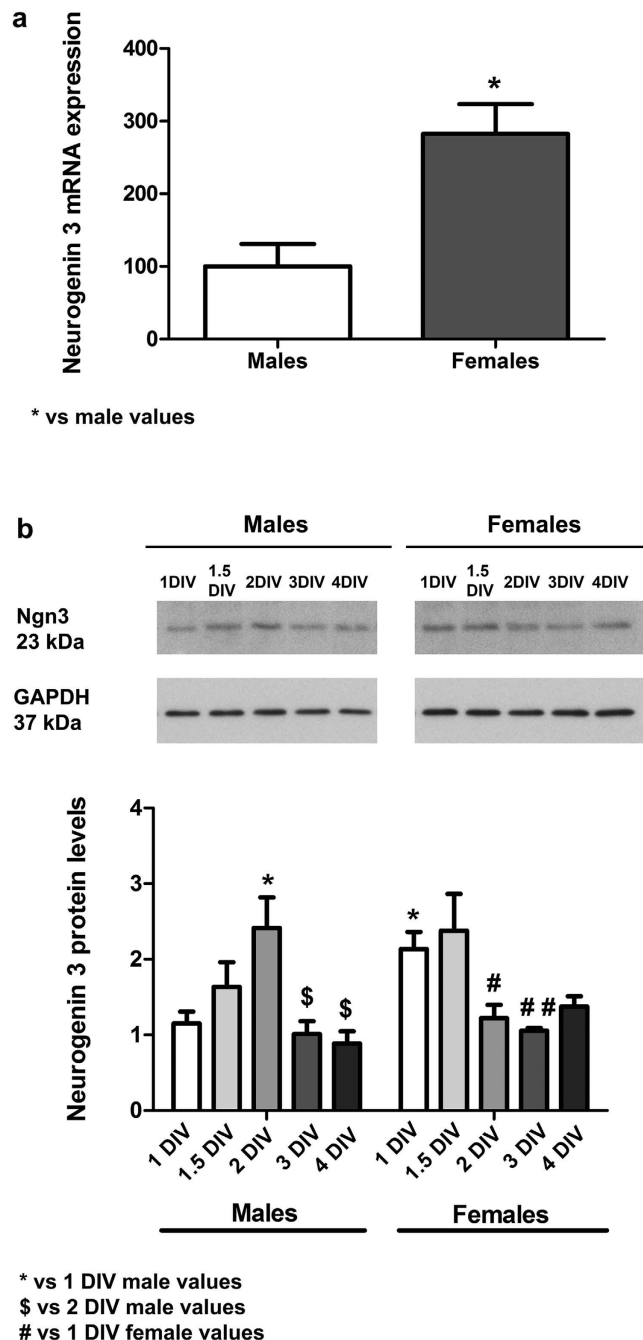 a
Neurogenin 3 mRNA expression
400
300
200
100
0
*
Males Females
* vs male values
b
Males Females
1DIV 1.5 DIV 2DIV 3DIV 4DIV 1DIV 1.5 DIV 2DIV 3DIV 4DIV
Ngn3
23 kDa
GAPDH
37 kDa
Neurogenin 3 protein levels
4
3
2
1
0
* $ $ * # # #
1 DIV 1.5 DIV 2 DIV 3 DIV 4 DIV 1 DIV 1.5 DIV 2 DIV 3 DIV 4 DIV
Males Females
* vs 1 DIV male values
$ vs 2 DIV male values
# vs 1 DIV female values